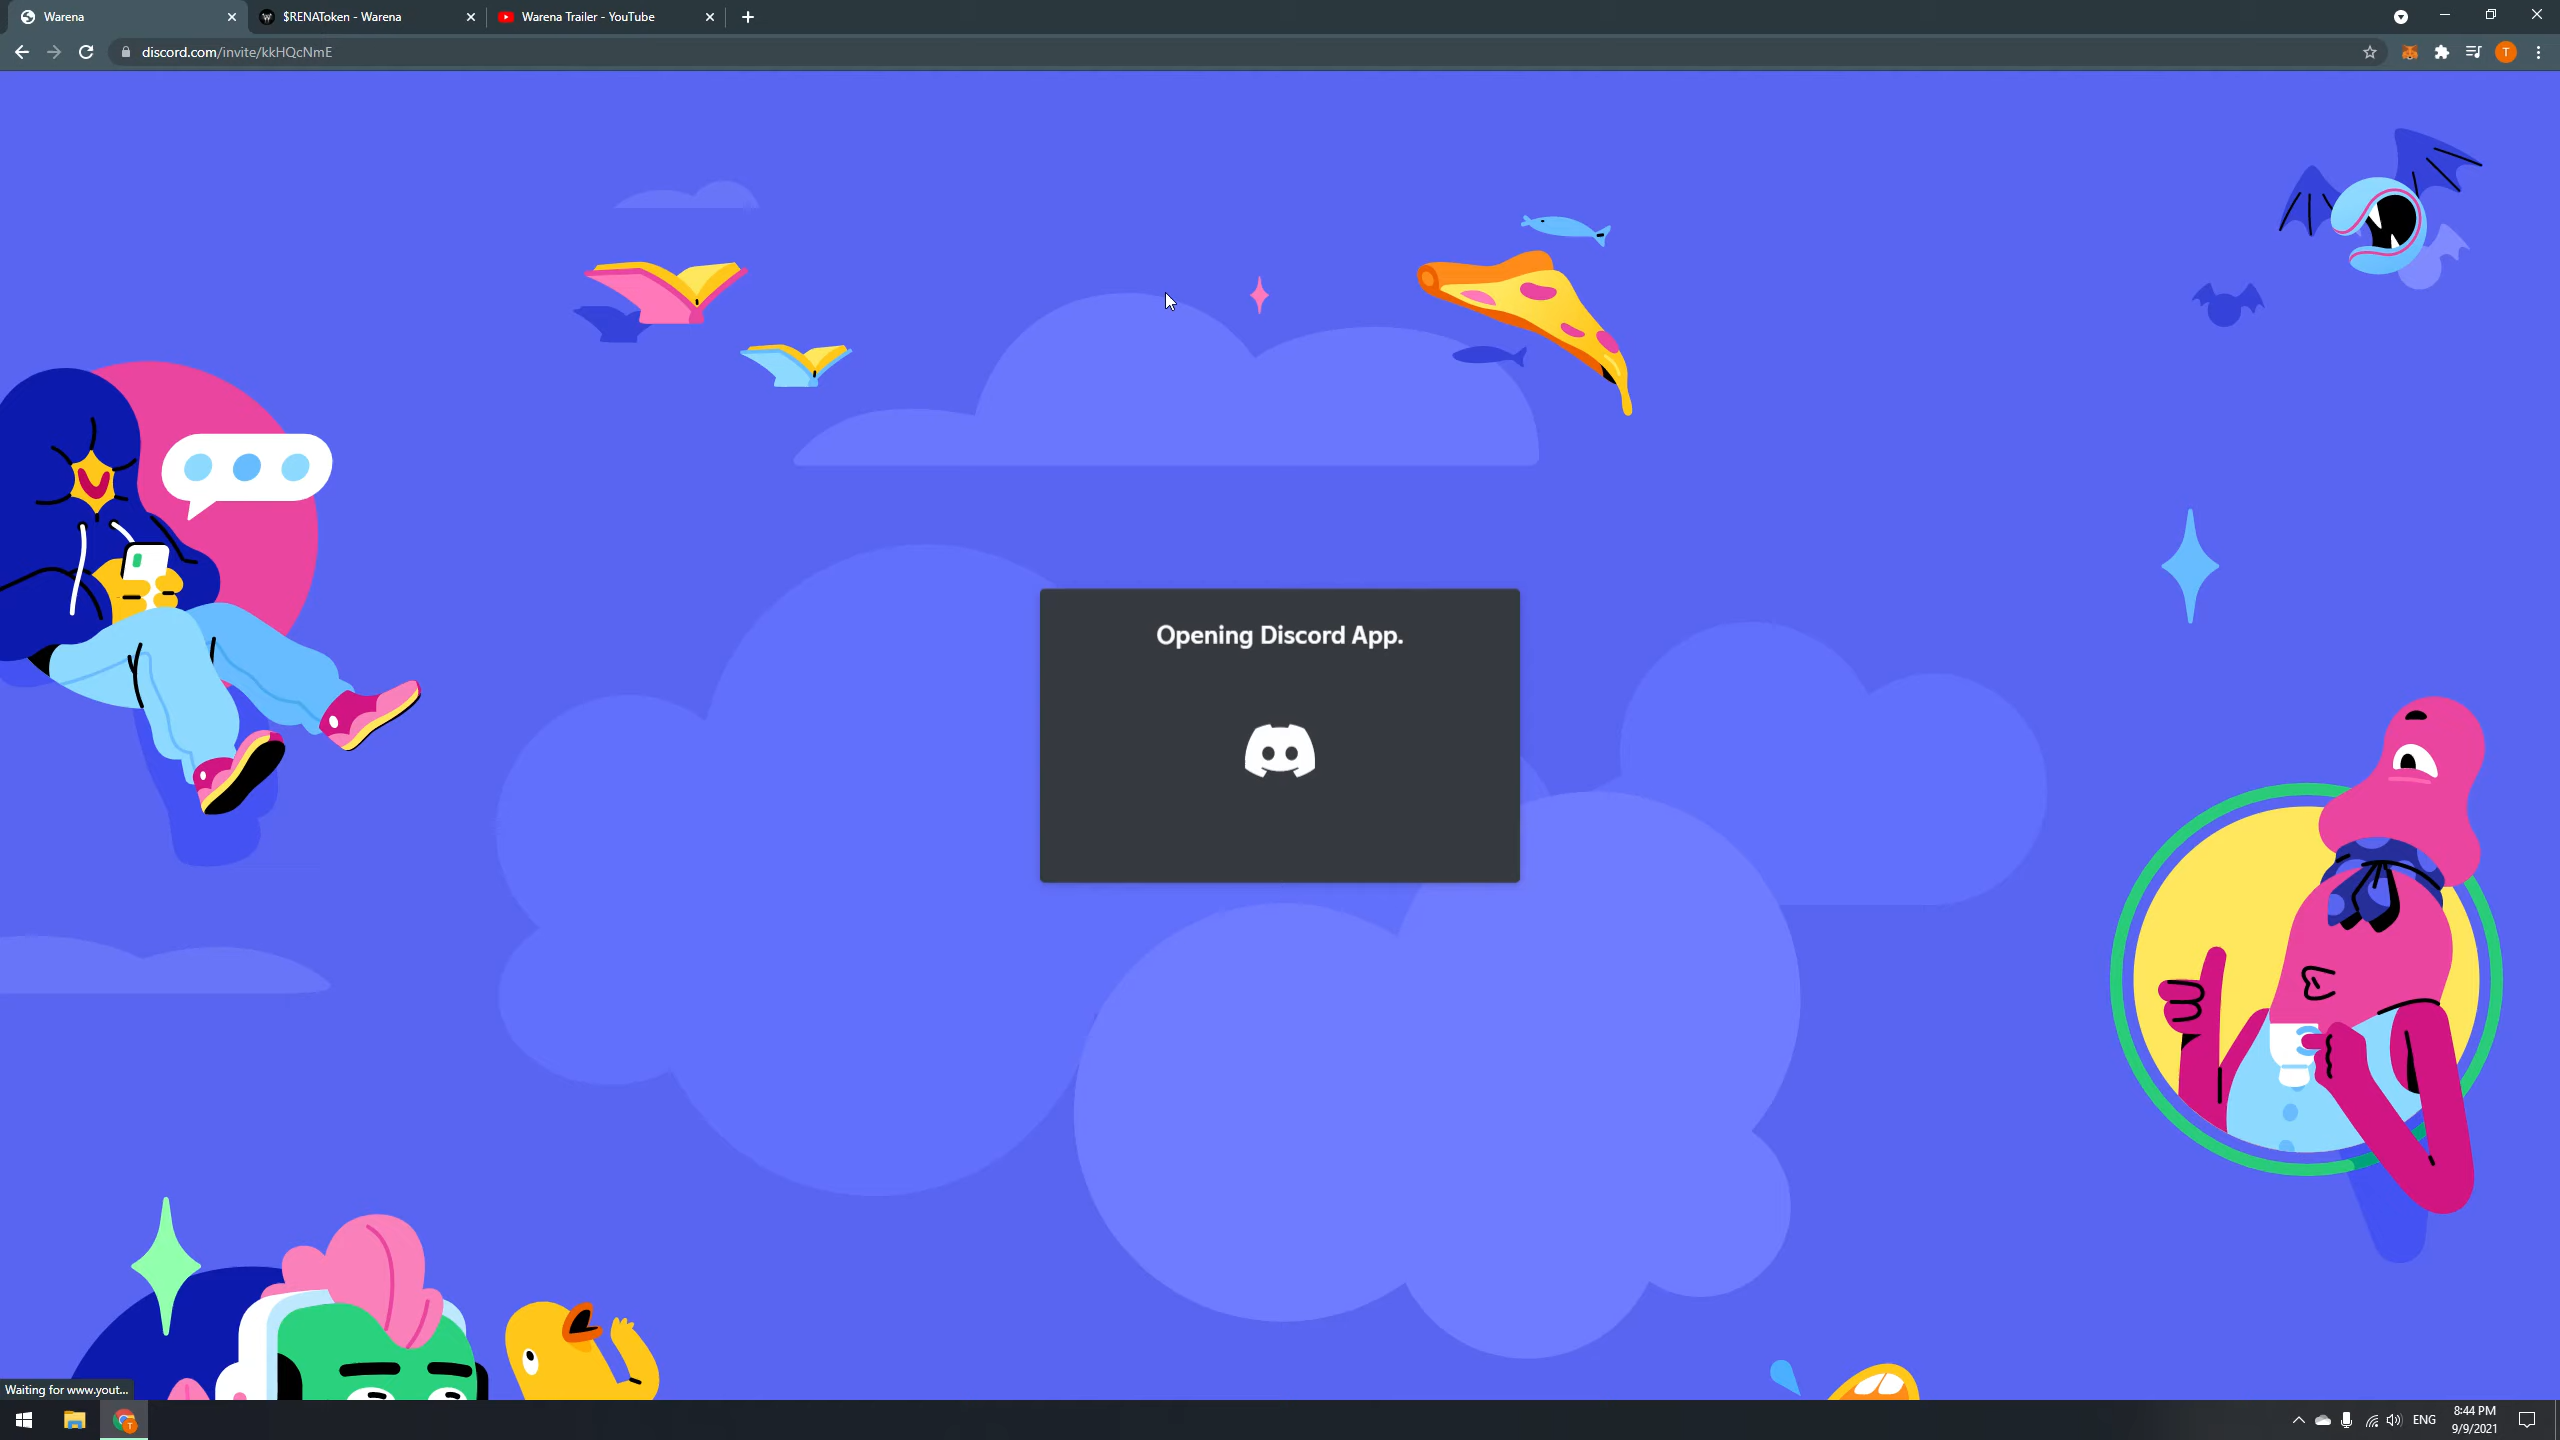 Warena
$RENAToken - Warena
Warena Trailer - YouTube
discord.com/invite/kkHQcNmE
T
Opening Discord App.
Waiting for www.yout...
T
ENG
8:44 PM
9/9/2021